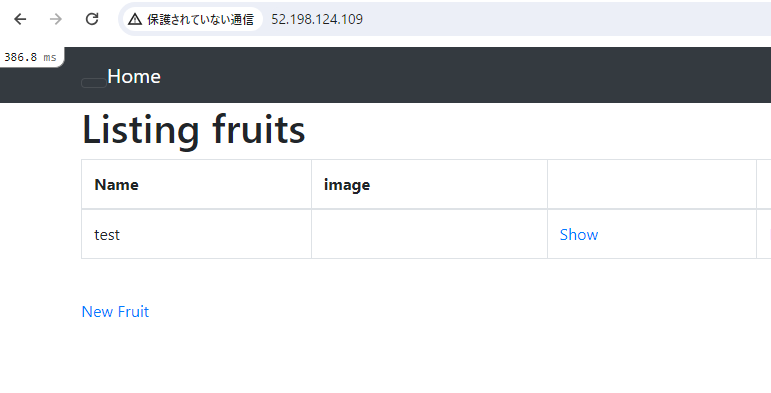 保護されていない通信 52.198.124.109
386.8 ms
Home
Listing fruits
Name image
test Show
New Fruit